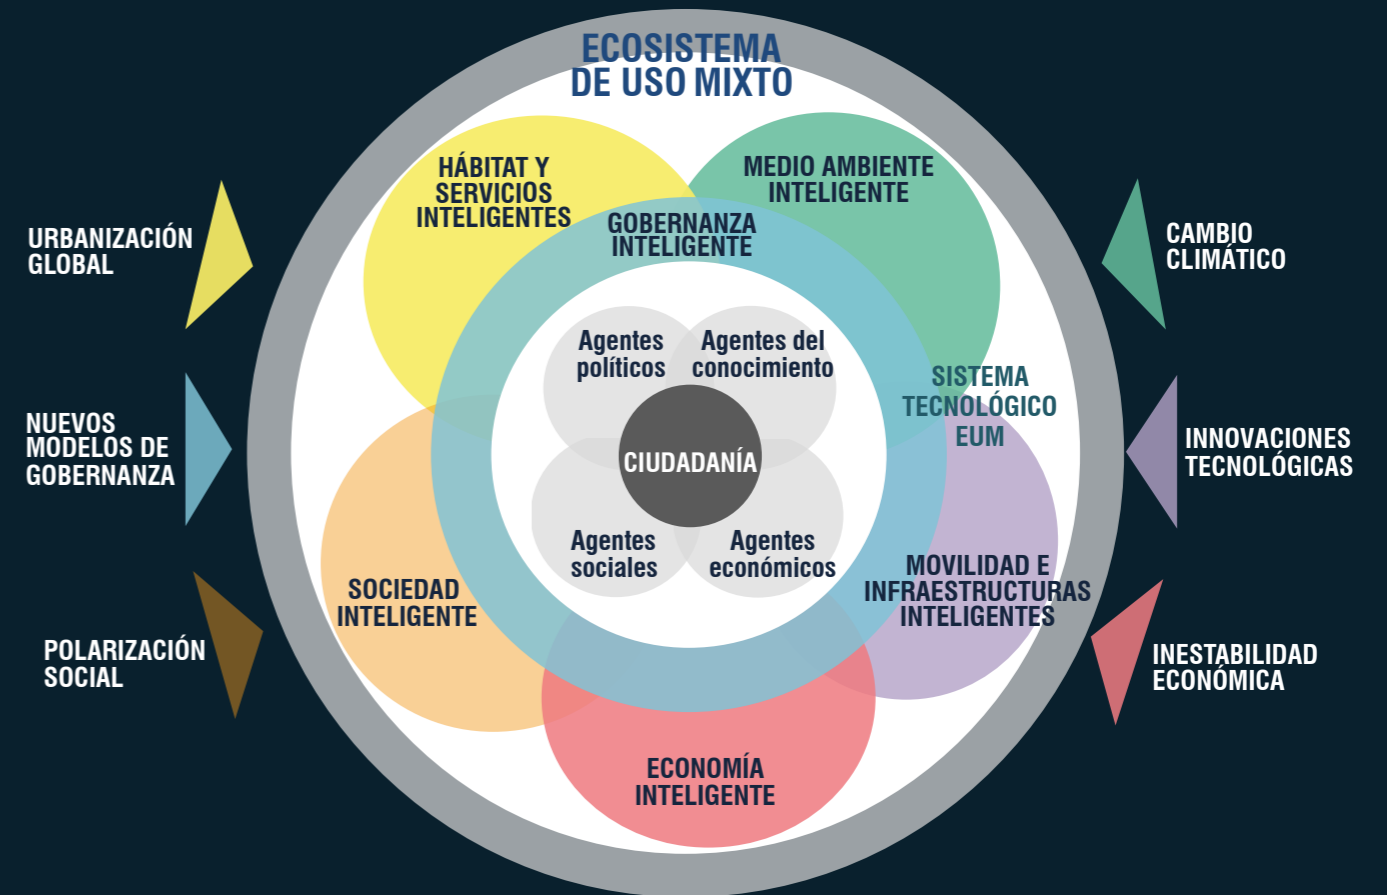 ECOSISTEMA
DE USO MIXTO
HÁBITAT Y
SERVICIOS
INTELIGENTES
MEDIO AMBIENTE
INTELIGENTE
GOBERNANZA
INTELIGENTE
URBANIZACIÓN
GLOBAL
CAMBIO
CLIMÁTICO
Agentes
políticos
Agentes del
conocimiento
SISTEMA
TECNOLÓGICO
EUM
NUEVOS
MODELOS DE
GOBERNANZA
CIUDADANÍA
INNOVACIONES
TECNOLÓGICAS
Agentes
sociales
Agentes
económicos
SOCIEDAD
INTELIGENTE
MOVILIDAD E
INFRAESTRUCTURAS
INTELIGENTES
POLARIZACIÓN
SOCIAL
INESTABILIDAD
ECONÓMICA
ECONOMÍA
INTELIGENTE